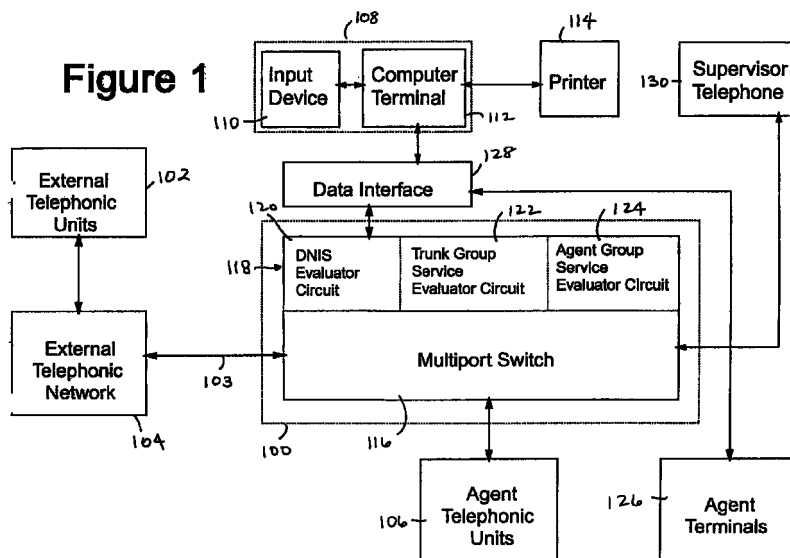 Figure 1
108
114
Input
Device
Computer
Terminal
Printer
130
Supervisor
Telephone
110
112
External
Telephonic
Units
102
128
Data Interface
120
122
124
118
DNIS
Evaluator
Circuit
Trunk Group
Service
Evaluator Circuit
Agent Group
Service
Evaluator Circuit
External
Telephonic
Network
103
Multiport Switch
104
100
116
106
Agent
Telephonic
Units
126
Agent
Terminals